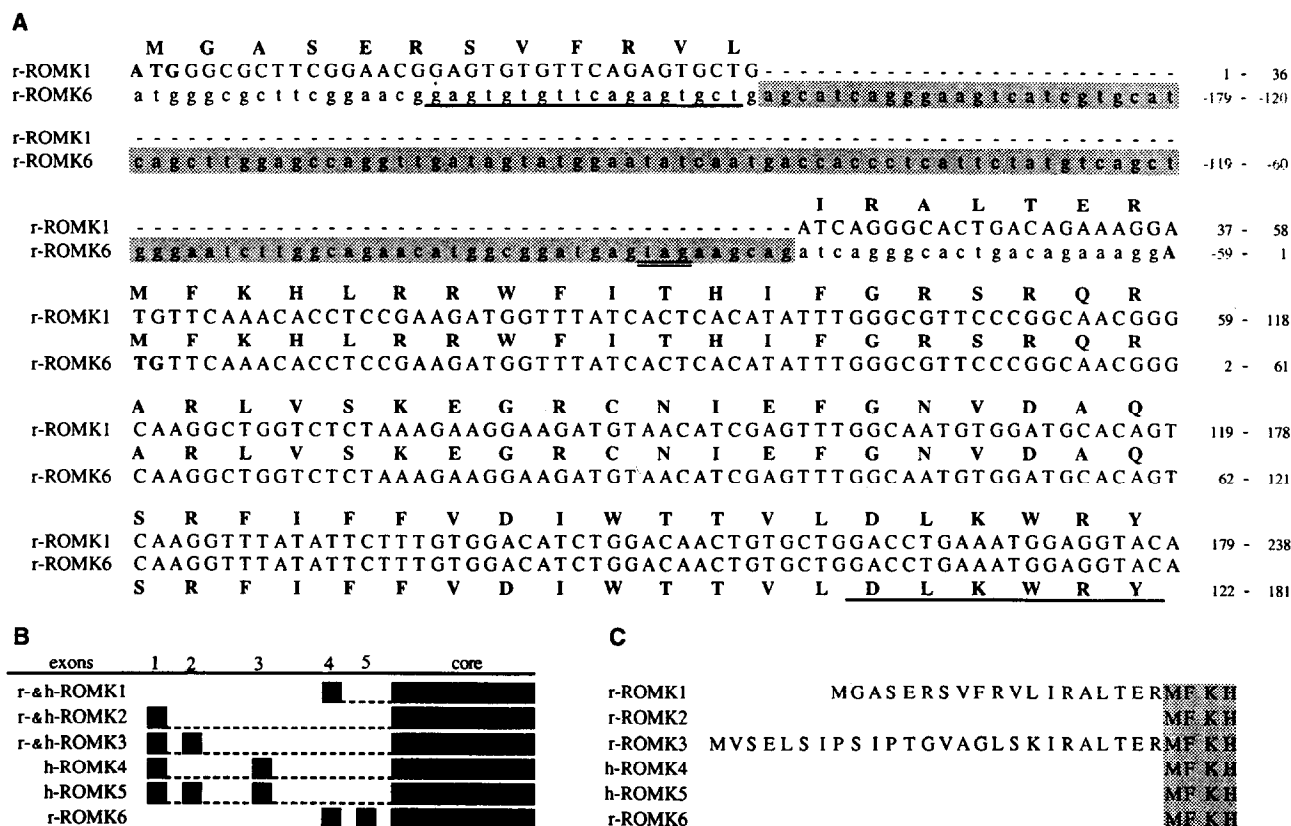 A
M G A S E R S V F R V L
r-ROMK1 ATGGGCGCTTCGGAACGGAGTGTGTTCAGAGTGCTG------------------------ 1 - 36
r-ROMK6 atgggcgcttcggaacggagtgtgttcagagtgctgagcatcagggaagtcatcgtgcat -179 - -120
r-ROMK1 ------------------------------------------------------------
r-ROMK6 cagcttggagccaggttgatagtatggaatatcaatgaccaccctcattctatgtcagct -119 - -60
I R A L T E R
r-ROMK1 --------------------------------------ATCAGGGCACTGACAGAAAGGA 37 - 58
r-ROMK6 gggaatcttggcagaacatggcggatgagtagaagcagatcagggcactgacagaaaggA -59 - 1
M F K H L R R W F I T H I F G R S R Q R
r-ROMK1 TGTTCAAACACCTCCGAAGATGGTTTATCACTCACATATTTGGGCGTTCCCGGCAACGGG 59 - 118
M F K H L R R W F I T H I F G R S R Q R
r-ROMK6 TGTTCAAACACCTCCGAAGATGGTTTATCACTCACATATTTGGGCGTTCCCGGCAACGGG 2 - 61
A R L V S K E G R C N I E F G N V D A Q
r-ROMK1 CAAGGCTGGTCTCTAAAGAAGGAAGATGTAACATCGAGTTTGGCAATGTGGATGCACAGT 119 - 178
A R L V S K E G R C N I E F G N V D A Q
r-ROMK6 CAAGGCTGGTCTCTAAAGAAGGAAGATGTAACATCGAGTTTGGCAATGTGGATGCACAGT 62 - 121
S R F I F F V D I W T T V L D L K W R Y
r-ROMK1 CAAGGTTTATATTCTTTGTGGACATCTGGACAACTGTGCTGGACCTGAAATGGAGGTACA 179 - 238
r-ROMK6 CAAGGTTTATATTCTTTGTGGACATCTGGACAACTGTGCTGGACCTGAAATGGAGGTACA
S R F I F F V D I W T T V L D L K W R Y 122 - 181
B
exons 1 2 3 4 5 core
r-&h-ROMK1
r-&h-ROMK2
r-&h-ROMK3
h-ROMK4
h-ROMK5
r-ROMK6
C
r-ROMK1 MGASERSVFRVLIRALTERMFKH
r-ROMK2 MFKH
r-ROMK3 MVSELSIPSIPTGVAGLSKIRALTERMFKH
h-ROMK4 MFKH
h-ROMK5 MFKH
r-ROMK6 MFKH